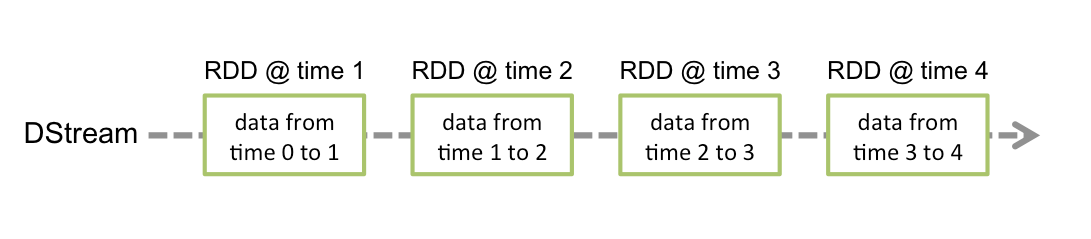 RDD @ time 1
RDD @ time 2
RDD @ time 3
RDD @ time 4
DStream
data from
time 0 to 1
data from
time 1 to 2
data from
time 2 to 3
data from
time 3 to 4